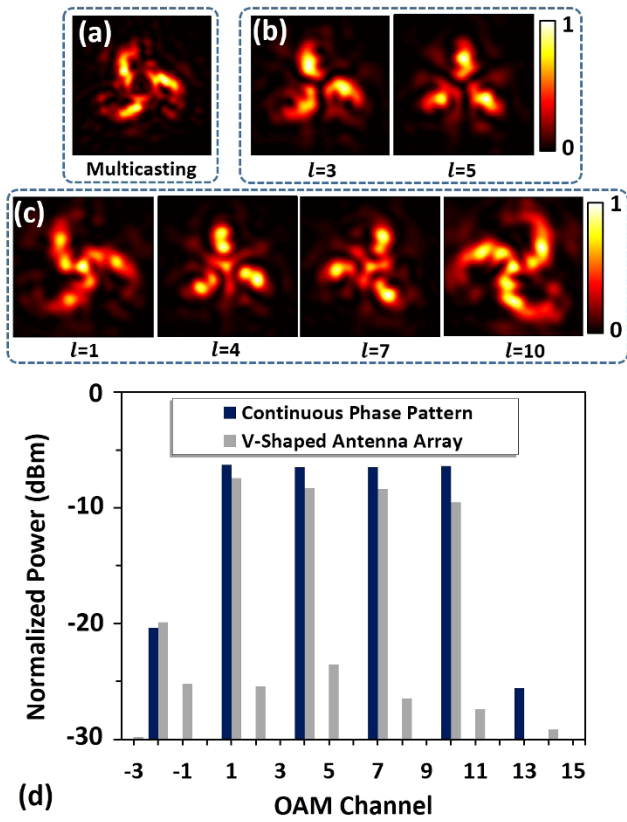 (a)
Multicasting
(b)
1
0
l=3 l=5
(c)
1
0
l=1 l=4 l=7 l=10
0
-10
-20
-30
Normalized Power (dBm)
Continuous Phase Pattern
V-Shaped Antenna Array
-3 -1 1 3 5 7 9 11 13 15
OAM Channel
(d)